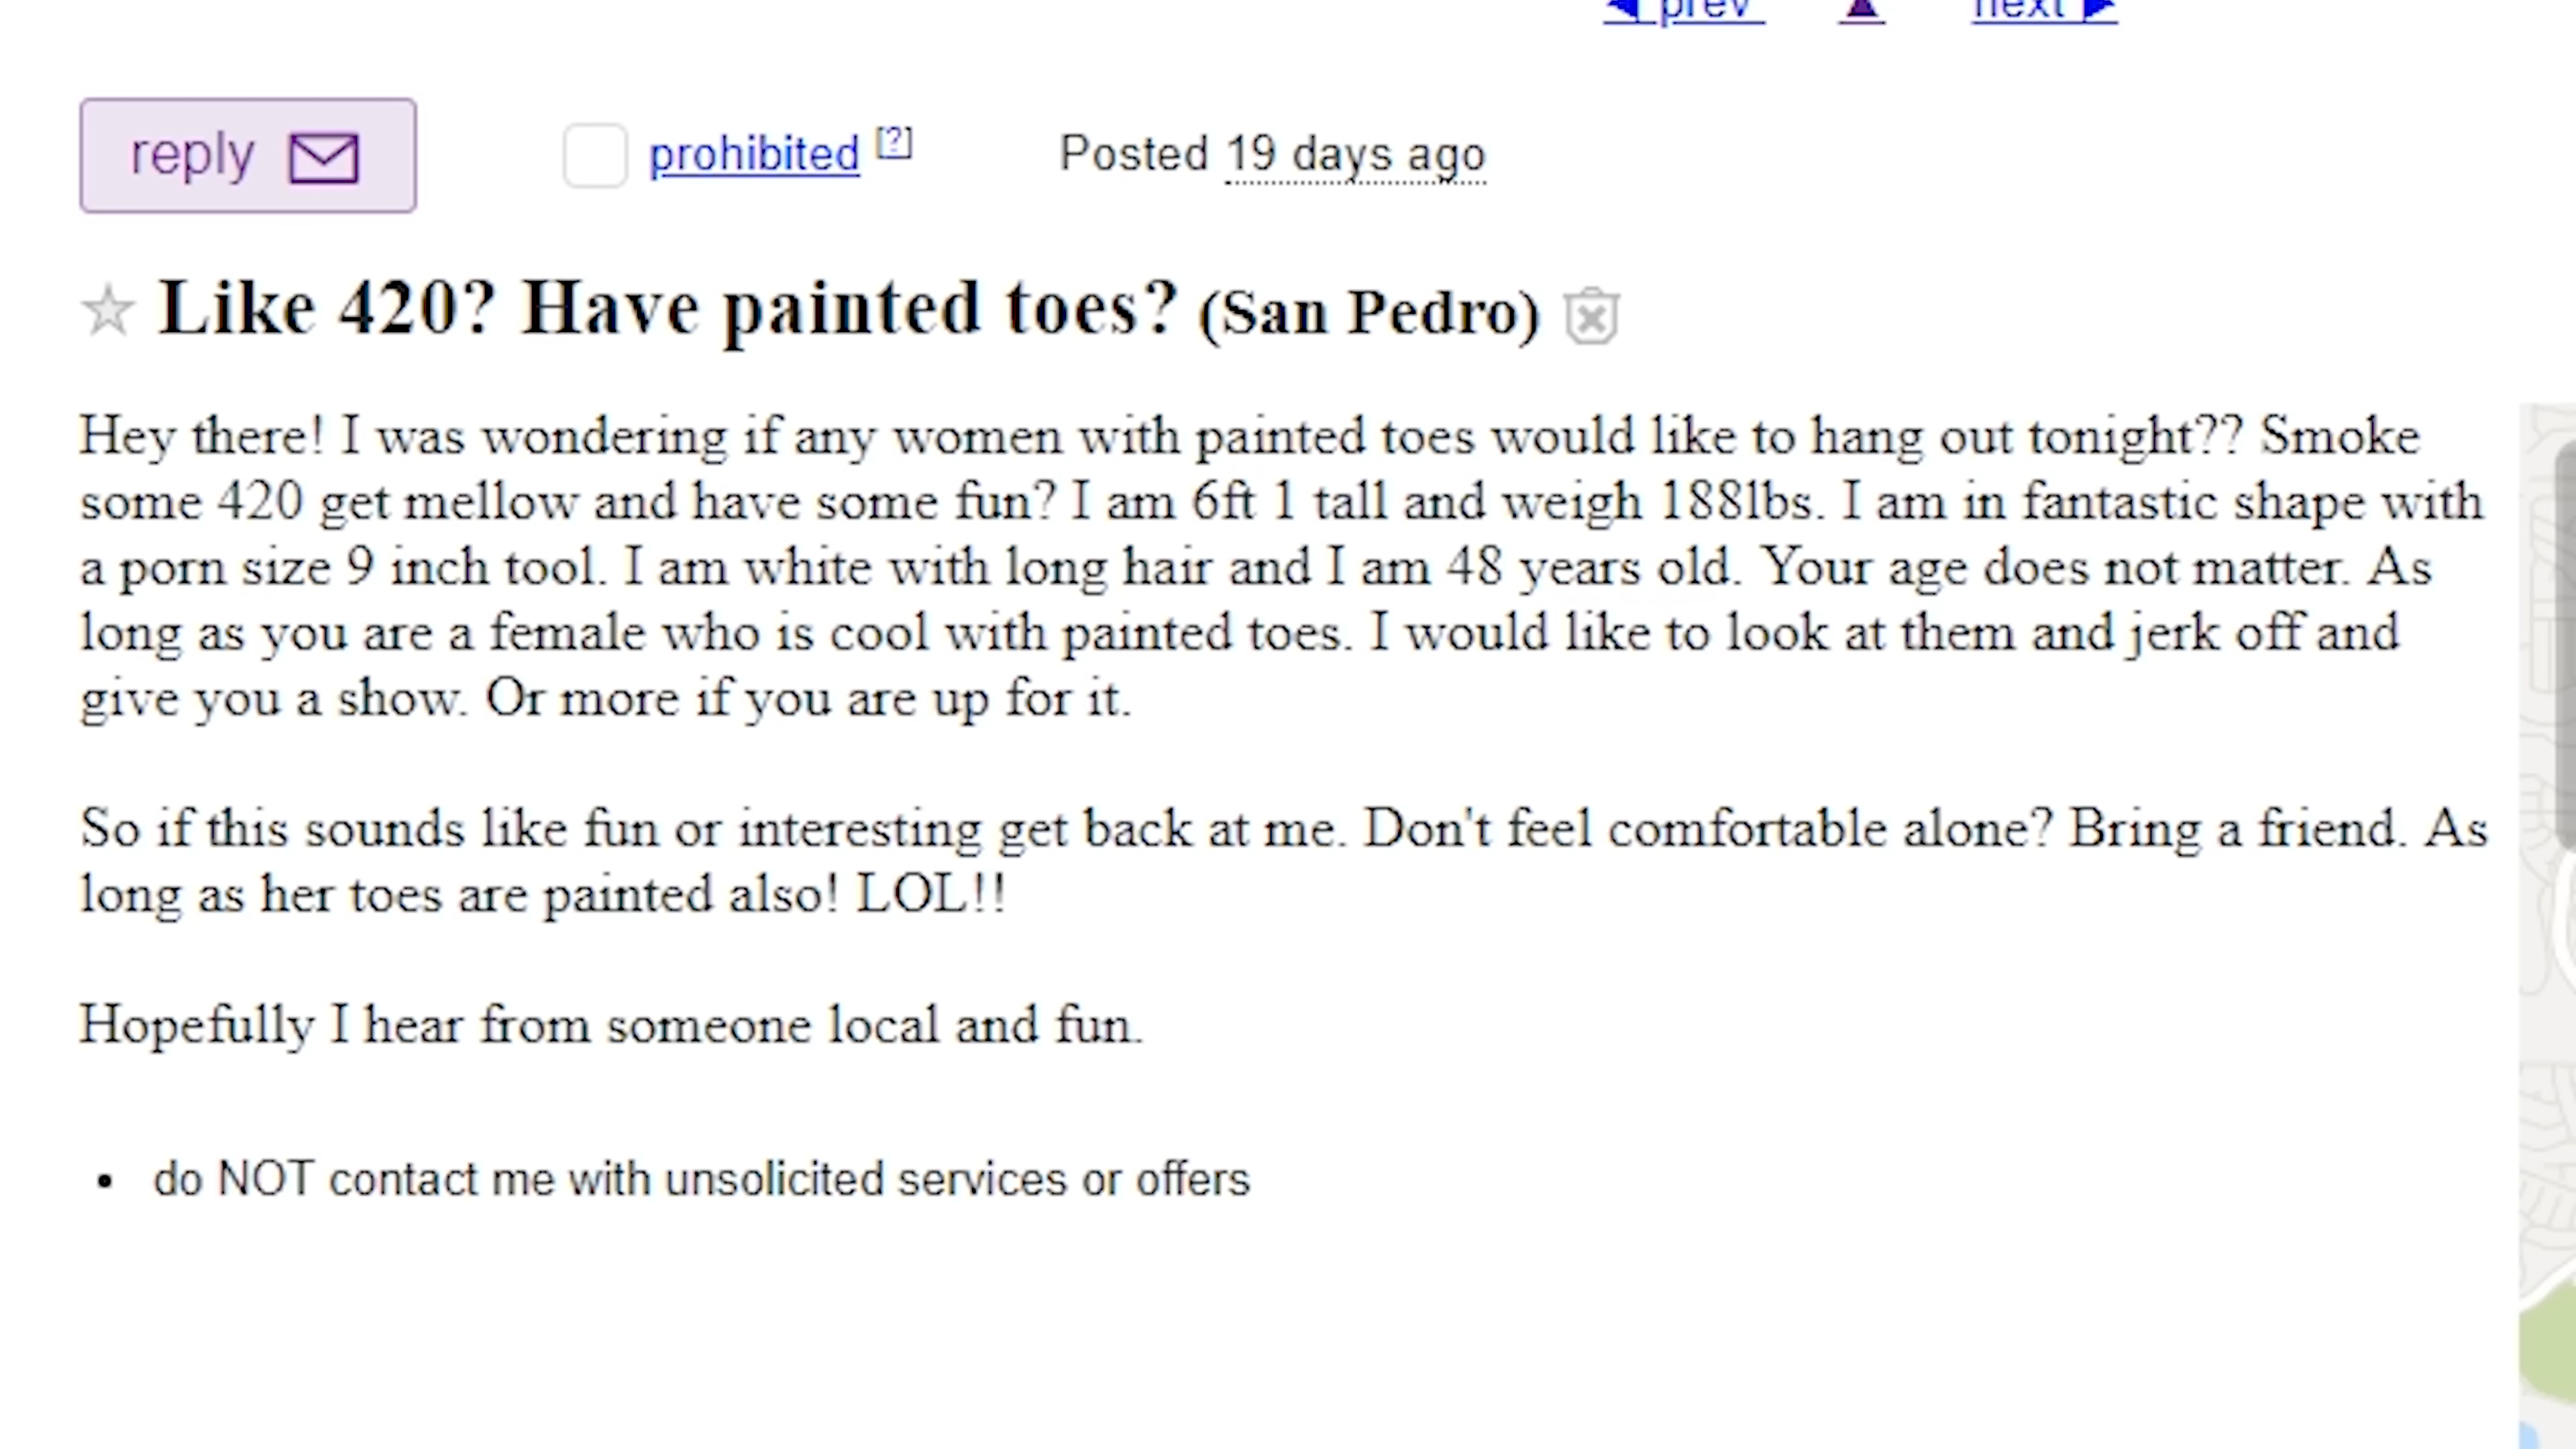 prev next
reply prohibited [?] Posted 19 days ago
Like 420? Have painted toes? (San Pedro)
Hey there! I was wondering if any women with painted toes would like to hang out tonight?? Smoke
some 420 get mellow and have some fun? I am 6ft 1 tall and weigh 188lbs. I am in fantastic shape with
a porn size 9 inch tool. I am white with long hair and I am 48 years old. Your age does not matter. As
long as you are a female who is cool with painted toes. I would like to look at them and jerk off and
give you a show. Or more if you are up for it.
So if this sounds like fun or interesting get back at me. Don't feel comfortable alone? Bring a friend. As
long as her toes are painted also! LOL!!
Hopefully I hear from someone local and fun.
• do NOT contact me with unsolicited services or offers